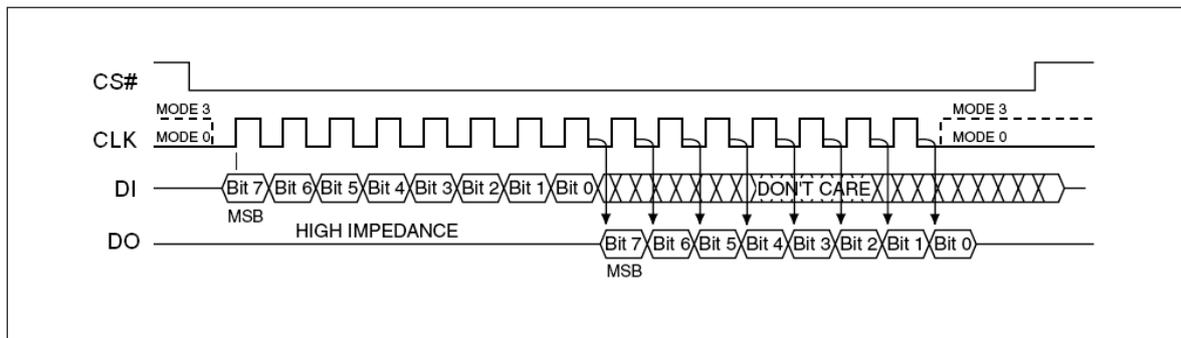 CS#
MODE 3
MODE 3
CLK
MODE 0
MODE 0
DI
Bit 7 Bit 6 Bit 5 Bit 4 Bit 3 Bit 2 Bit 1 Bit 0 DON'T CARE
MSB
HIGH IMPEDANCE
DO
Bit 7 Bit 6 Bit 5 Bit 4 Bit 3 Bit 2 Bit 1 Bit 0
MSB